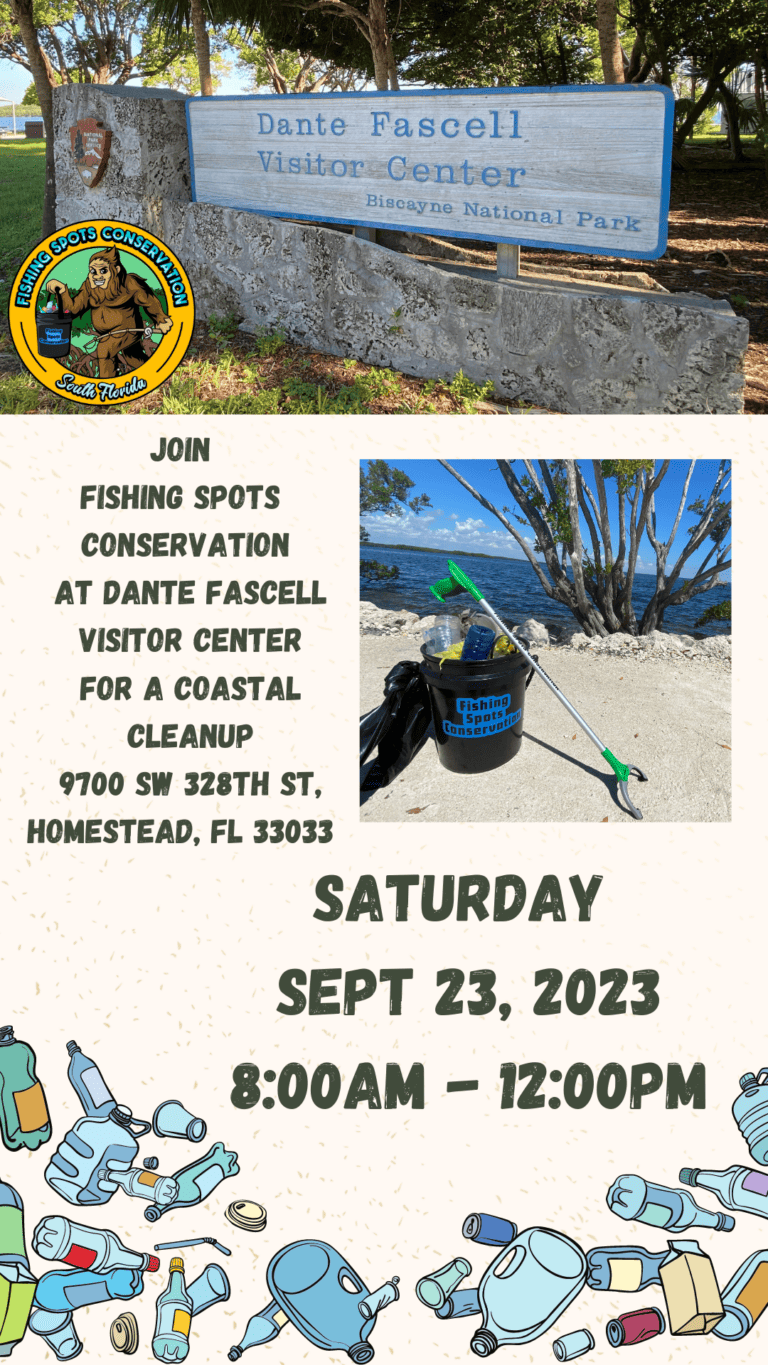 Dante Fascell
Visitor Center
Biscayne National Park
FISHING SPOTS CONSERVATION
South Florida
JOIN
FISHING SPOTS
CONSERVATION
AT DANTE FASCELL
VISITOR CENTER
FOR A COASTAL
CLEANUP
9700 SW 328TH ST,
HOMESTEAD, FL 33033
Fishing
Spots
Conservation
SATURDAY
SEPT 23, 2023
8:00AM – 12:00PM